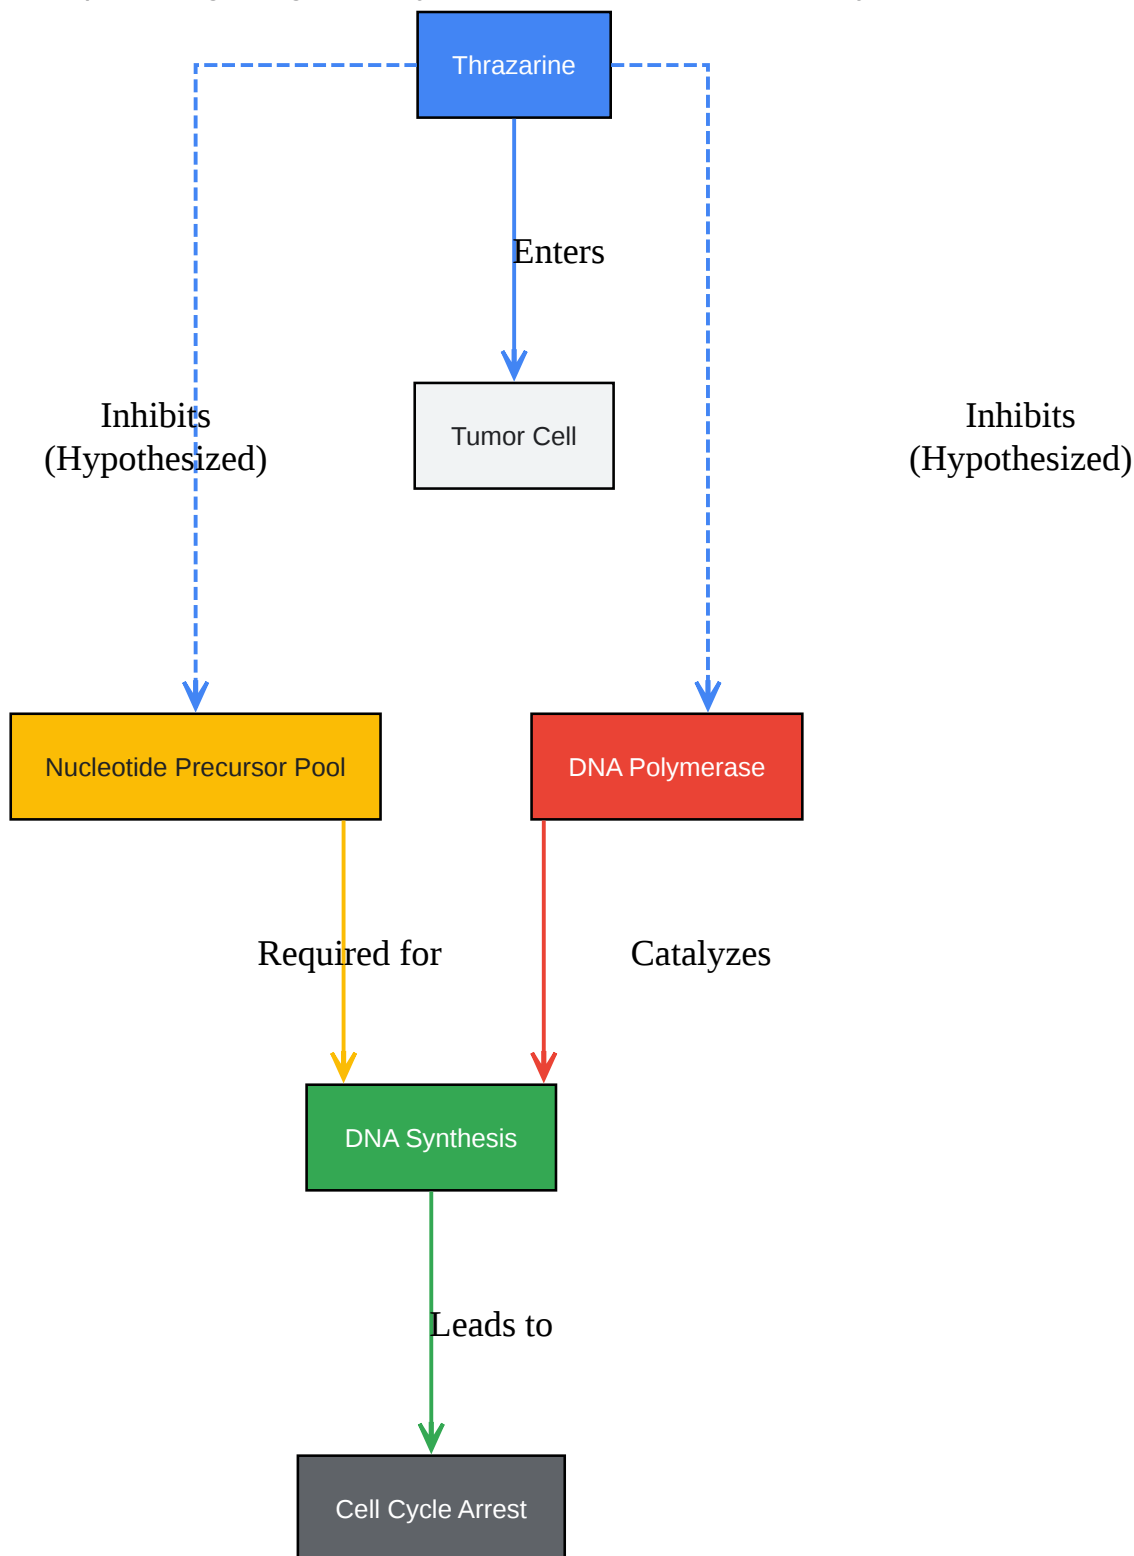 Thrazarine
Enters
Inhibits
(Hypothesized)
Inhibits
(Hypothesized)
Tumor Cell
Nucleotide Precursor Pool
DNA Polymerase
Required for
Catalyzes
DNA Synthesis
Leads to
Cell Cycle Arrest